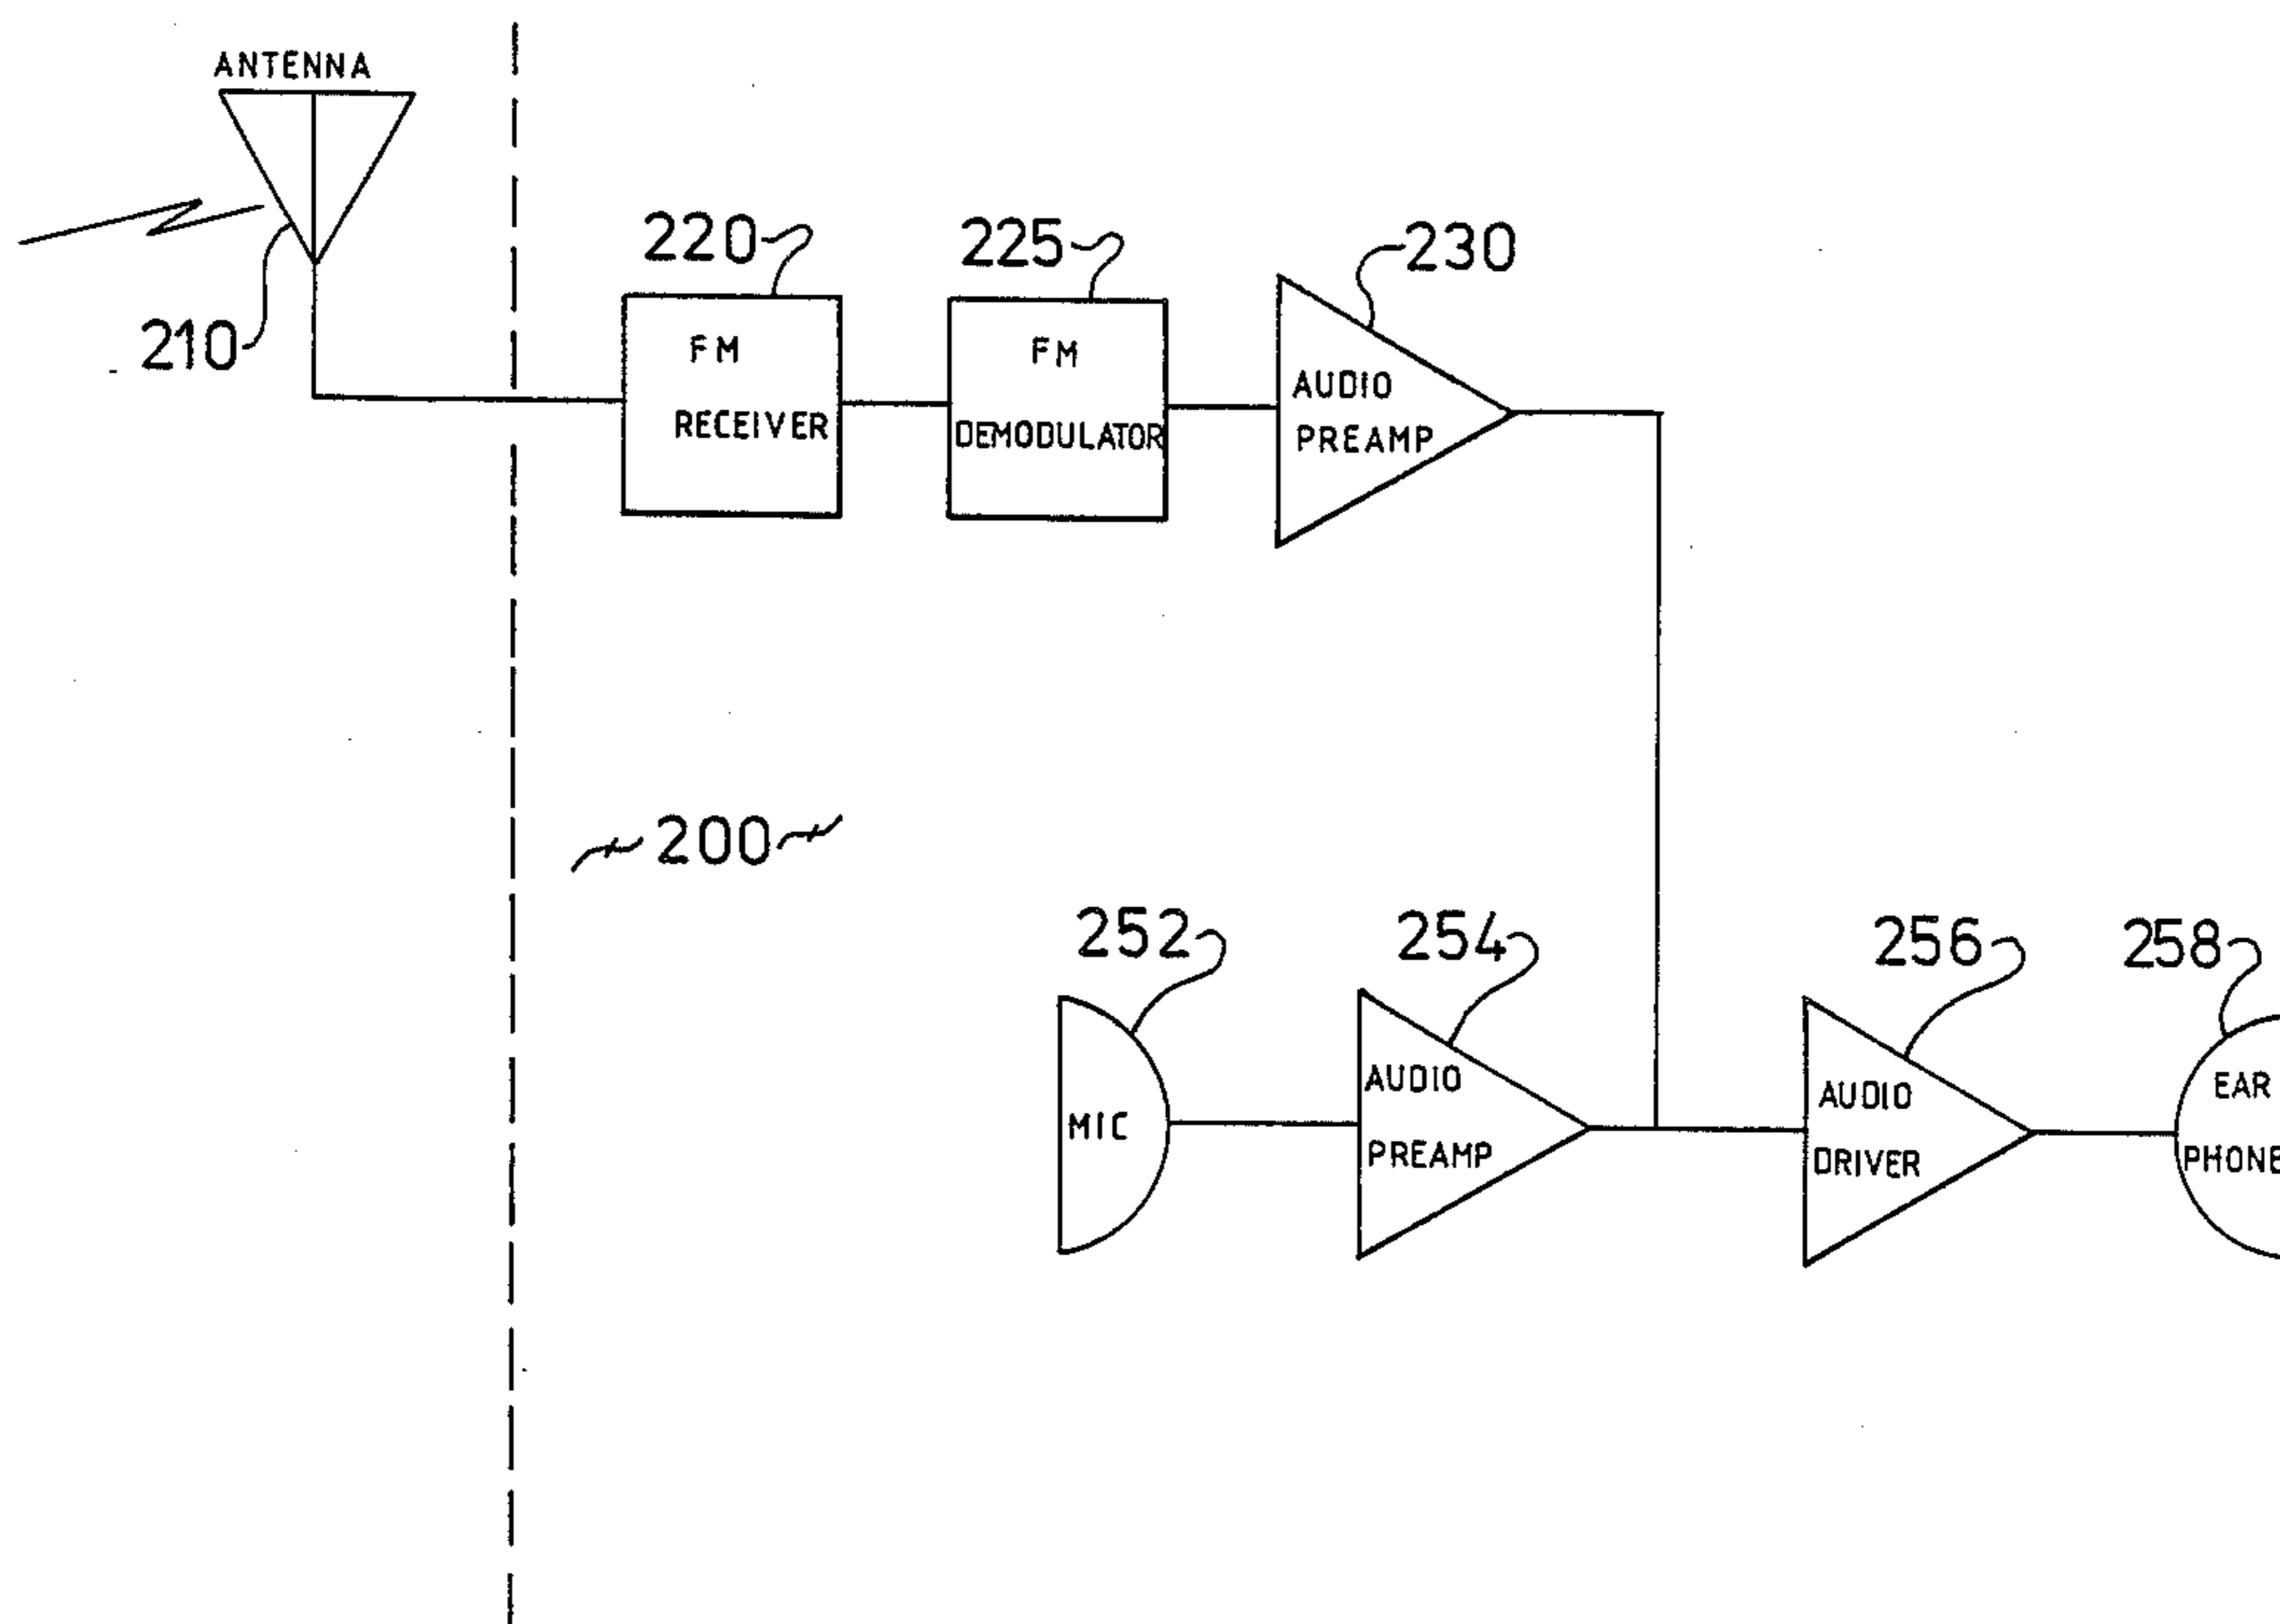 ANTENNA
210
220
225
230
FM
RECEIVER
FM
DEMODULATOR
AUDIO
PREAMP
200
252
254
256
258
MIC
AUDIO
PREAMP
AUDIO
DRIVER
EAR
PHONE